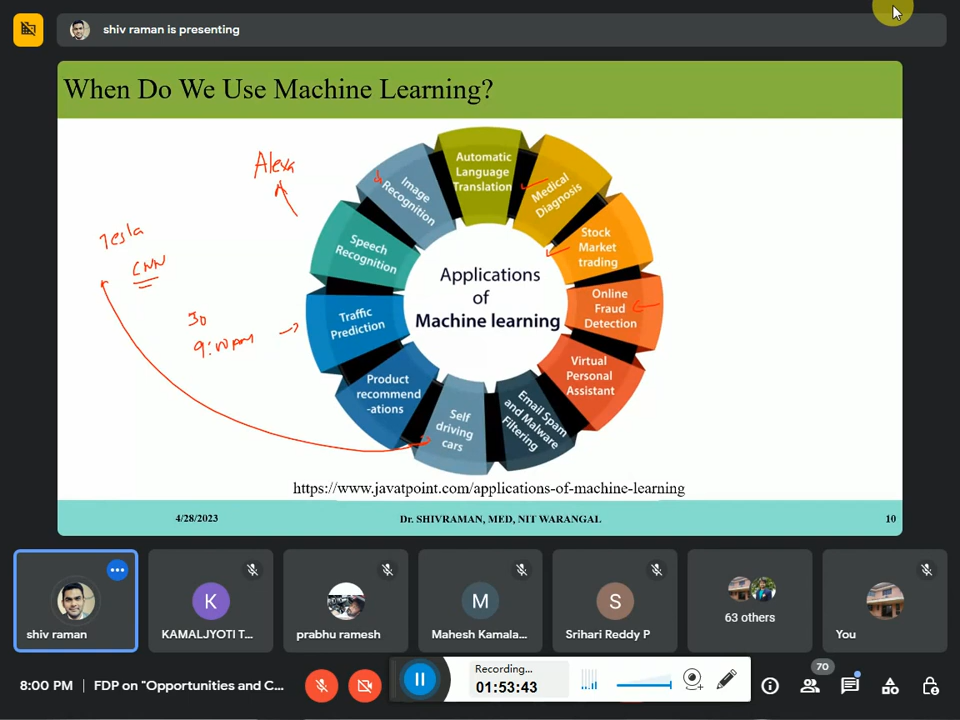 shiv raman is presenting
When Do We Use Machine Learning?
Alexa
Tesla
CNN
30
9:10 pm
Automatic
Language
Translation
Medical
Diagnosis
Stock
Market
trading
Online
Fraud
Detection
Virtual
Personal
Assistant
Email Spam
and Malware
Filtering
Self
driving
cars
Product
recommend
-ations
Traffic
Prediction
Speech
Recognition
Image
Recognition
Applications
of
Machine learning
https://www.javatpoint.com/applications-of-machine-learning
4/28/2023
Dr. SHIVRAMAN, MED, NIT WARANGAL
10
shiv raman
K
KAMALJYOTI T...
prabhu ramesh
M
Mahesh Kamala...
S
Srihari Reddy P
63 others
You
8:00 PM
FDP on "Opportunities and C...
Recording...
01:53:43
70